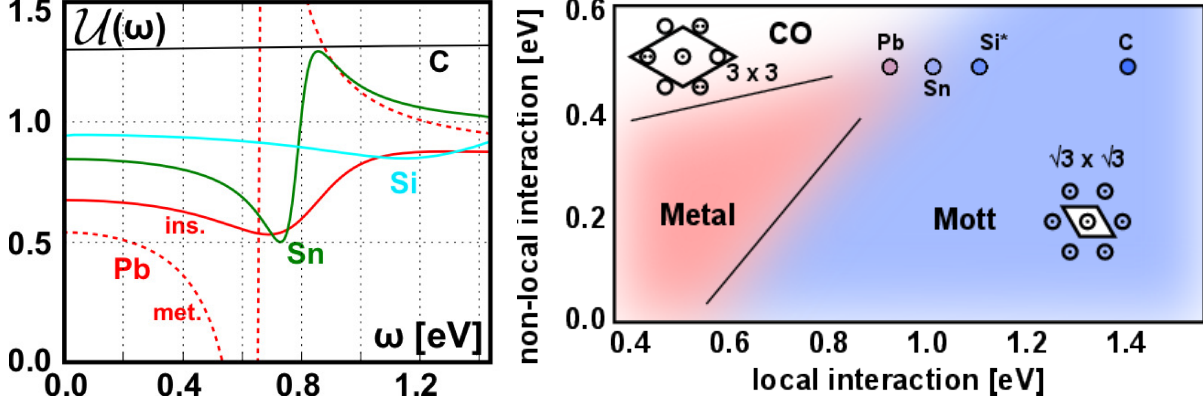 1.5
𝒰(ω)
C
1.0
Si
ins.
0.5
Sn
Pb
met.
ω [eV]
0.0
0.0 0.4 0.8 1.2
non-local interaction [eV]
0.6
CO
3 x 3
Pb
Sn
Si*
C
0.4
√3 x √3
Metal
Mott
0.2
0.0
0.4 0.6 0.8 1.0 1.2 1.4
local interaction [eV]